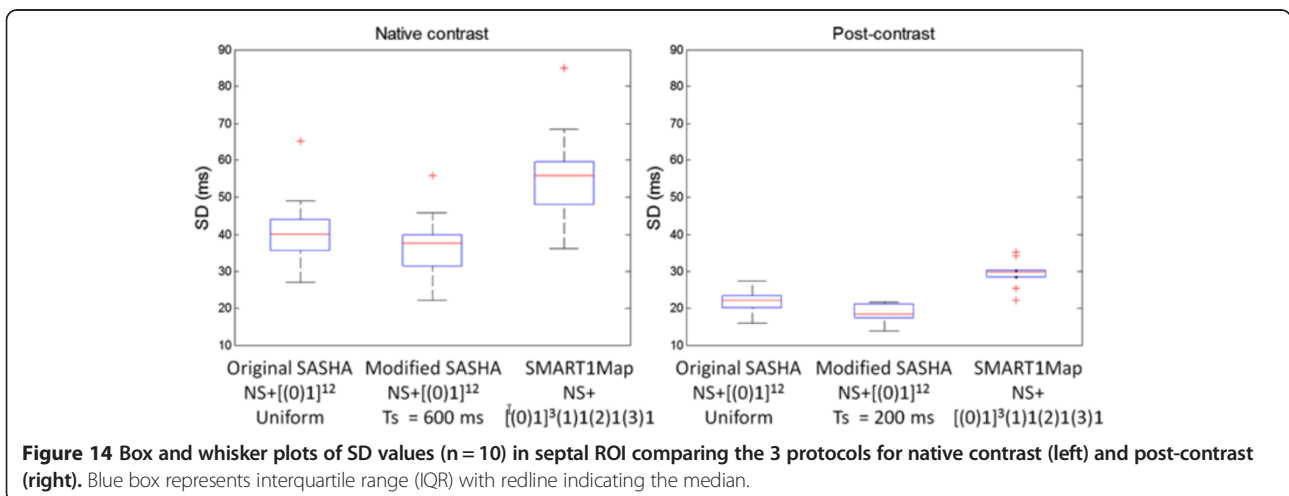 Native contrast
90
80
70
60
50
40
30
20
10
SD (ms)
Original SASHA
NS+[(0)1]¹²
Uniform
Modified SASHA
NS+[(0)1]¹²
Ts = 600 ms
SMART1Map
NS+
[(0)1]³(1)1(2)1(3)1
Post-contrast
90
80
70
60
50
40
30
20
10
SD (ms)
Original SASHA
NS+[(0)1]¹²
Uniform
Modified SASHA
NS+[(0)1]¹²
Ts = 200 ms
SMART1Map
NS+
[(0)1]³(1)1(2)1(3)1
Figure 14 Box and whisker plots of SD values (n = 10) in septal ROI comparing the 3 protocols for native contrast (left) and post-contrast
(right). Blue box represents interquartile range (IQR) with redline indicating the median.